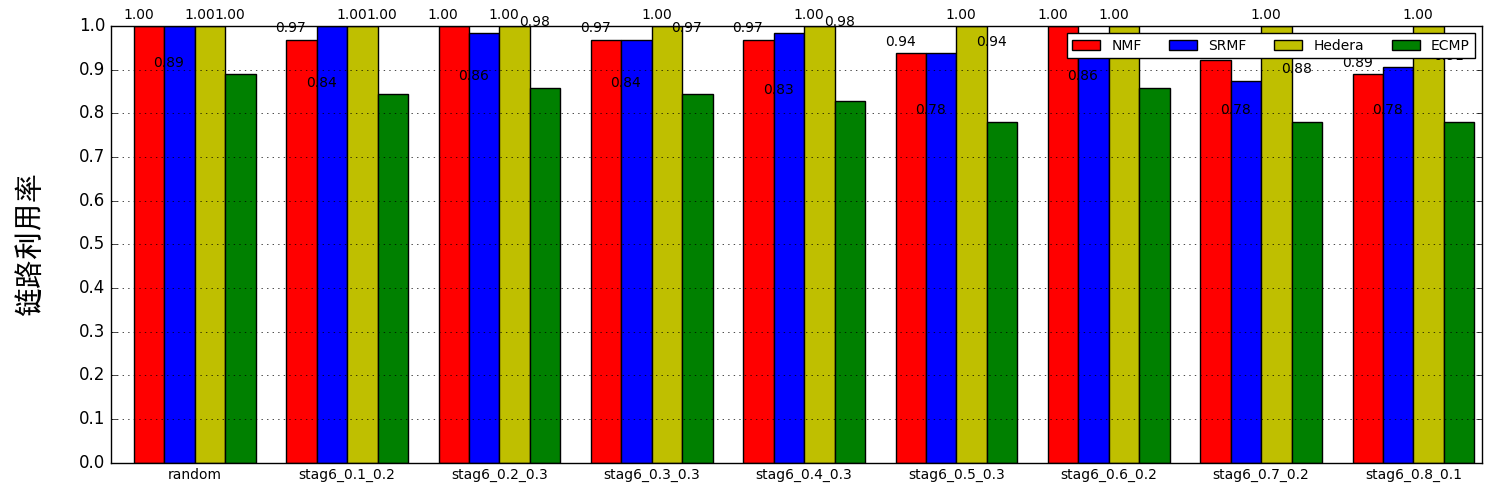 1.00 1.00 1.00 0.97 1.00 1.00 1.00 1.00 0.98 0.97 1.00 0.97 0.97 1.00 0.98 0.94 1.00 0.94 1.00 1.00 1.00 0.89 1.00
0.89 0.84 0.86 0.84 0.83 0.78 0.86 0.78 0.88 0.78
NMF SRMF Hedera ECMP
1.0
0.9
0.8
0.7
0.6
0.5
0.4
0.3
0.2
0.1
0.0
链路利用率
random stag6_0.1_0.2 stag6_0.2_0.3 stag6_0.3_0.3 stag6_0.4_0.3 stag6_0.5_0.3 stag6_0.6_0.2 stag6_0.7_0.2 stag6_0.8_0.1